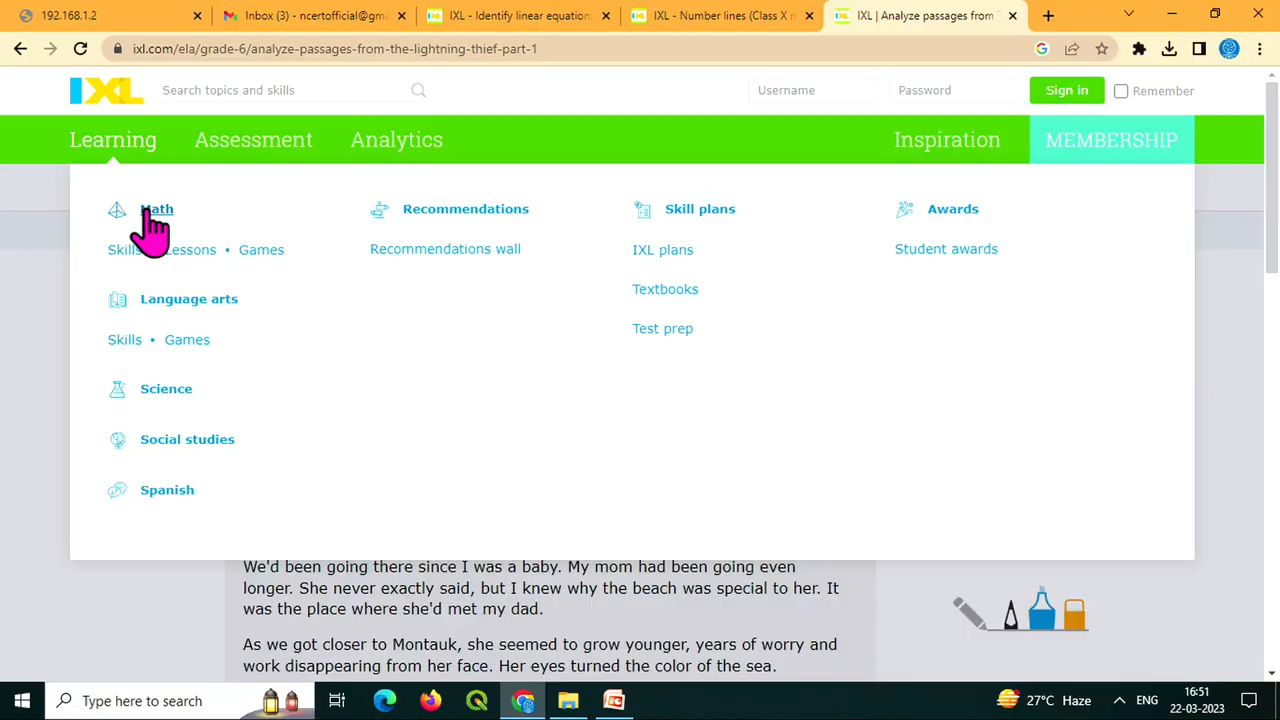 192.168.1.2
Inbox (3) - ncertofficial@gma
IXL - Identify linear equation
IXL - Number lines (Class X m
IXL | Analyze passages from
ixl.com/ela/grade-6/analyze-passages-from-the-lightning-thief-part-1
IXL
Search topics and skills
Username
Password
Sign in
Remember
Learning
Assessment
Analytics
Inspiration
MEMBERSHIP
Math
Skills
Lessons • Games
Language arts
Skills • Games
Science
Social studies
Spanish
Recommendations
Recommendations wall
Skill plans
IXL plans
Textbooks
Test prep
Awards
Student awards
We'd been going there since I was a baby. My mom had been going even
longer. She never exactly said, but I knew why the beach was special to her. It
was the place where she'd met my dad.
As we got closer to Montauk, she seemed to grow younger, years of worry and
work disappearing from her face. Her eyes turned the color of the sea.
Type here to search
27°C Haze
ENG
16:51
22-03-2023